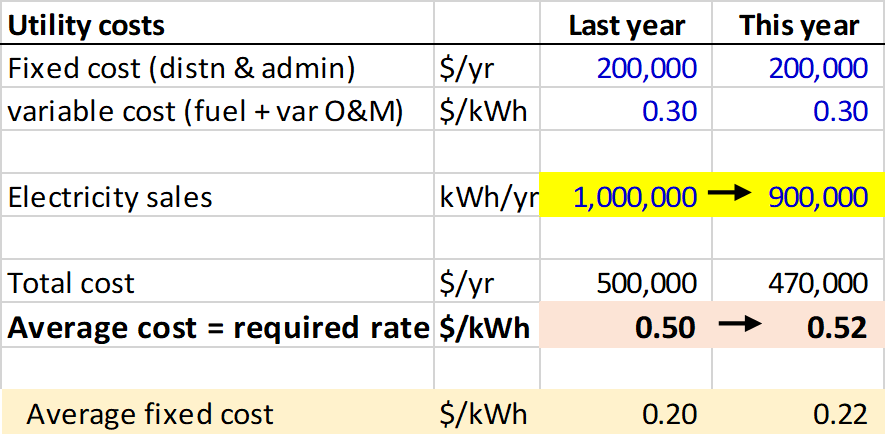 Utility costs Last year This year
Fixed cost (distn & admin) $/yr 200,000 200,000
variable cost (fuel + var O&M) $/kWh 0.30 0.30
Electricity sales kWh/yr 1,000,000 900,000
Total cost $/yr 500,000 470,000
Average cost = required rate $/kWh 0.50 0.52
Average fixed cost $/kWh 0.20 0.22